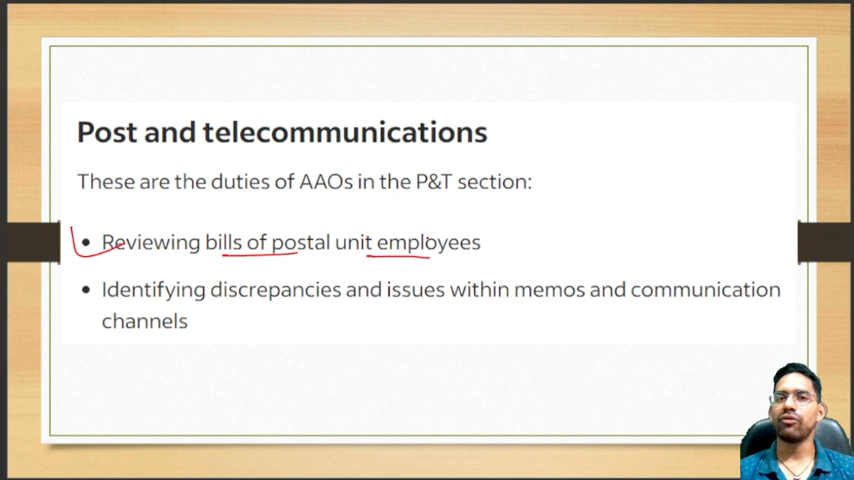 Post and telecommunications
These are the duties of AAOs in the P&T section:
• Reviewing bills of postal unit employees
• Identifying discrepancies and issues within memos and communication
channels